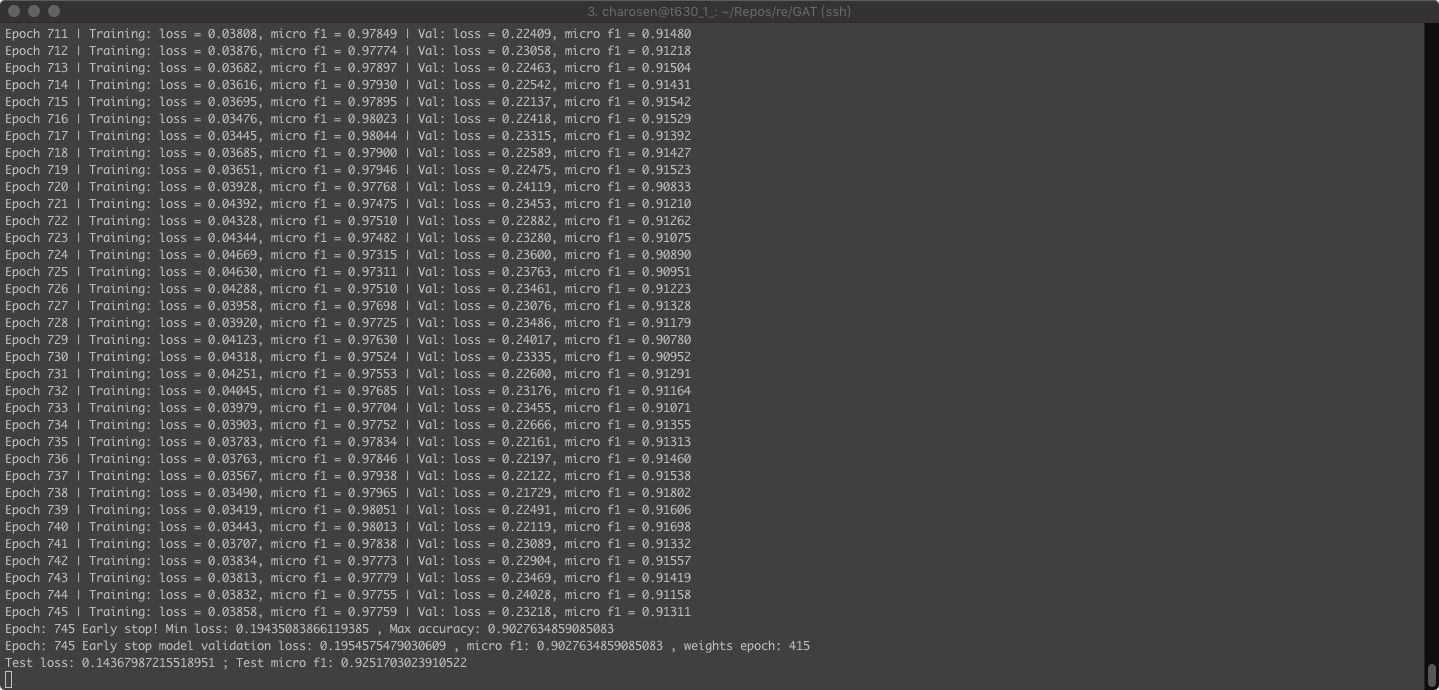 3. charosen@t630_1_: ~/Repos/re/GAT (ssh)
Epoch 711 | Training: loss = 0.03808, micro f1 = 0.97849 | Val: loss = 0.22409, micro f1 = 0.91480
Epoch 712 | Training: loss = 0.03876, micro f1 = 0.97774 | Val: loss = 0.23058, micro f1 = 0.91218
Epoch 713 | Training: loss = 0.03682, micro f1 = 0.97897 | Val: loss = 0.22463, micro f1 = 0.91504
Epoch 714 | Training: loss = 0.03616, micro f1 = 0.97930 | Val: loss = 0.22542, micro f1 = 0.91431
Epoch 715 | Training: loss = 0.03695, micro f1 = 0.97895 | Val: loss = 0.22137, micro f1 = 0.91542
Epoch 716 | Training: loss = 0.03476, micro f1 = 0.98023 | Val: loss = 0.22418, micro f1 = 0.91529
Epoch 717 | Training: loss = 0.03445, micro f1 = 0.98044 | Val: loss = 0.23315, micro f1 = 0.91392
Epoch 718 | Training: loss = 0.03685, micro f1 = 0.97900 | Val: loss = 0.22589, micro f1 = 0.91427
Epoch 719 | Training: loss = 0.03651, micro f1 = 0.97946 | Val: loss = 0.22475, micro f1 = 0.91523
Epoch 720 | Training: loss = 0.03928, micro f1 = 0.97768 | Val: loss = 0.24119, micro f1 = 0.90833
Epoch 721 | Training: loss = 0.04392, micro f1 = 0.97475 | Val: loss = 0.23453, micro f1 = 0.91210
Epoch 722 | Training: loss = 0.04328, micro f1 = 0.97510 | Val: loss = 0.22882, micro f1 = 0.91262
Epoch 723 | Training: loss = 0.04344, micro f1 = 0.97482 | Val: loss = 0.23280, micro f1 = 0.91075
Epoch 724 | Training: loss = 0.04669, micro f1 = 0.97315 | Val: loss = 0.23600, micro f1 = 0.90890
Epoch 725 | Training: loss = 0.04630, micro f1 = 0.97311 | Val: loss = 0.23763, micro f1 = 0.90951
Epoch 726 | Training: loss = 0.04288, micro f1 = 0.97510 | Val: loss = 0.23461, micro f1 = 0.91223
Epoch 727 | Training: loss = 0.03958, micro f1 = 0.97698 | Val: loss = 0.23076, micro f1 = 0.91328
Epoch 728 | Training: loss = 0.03920, micro f1 = 0.97725 | Val: loss = 0.23486, micro f1 = 0.91179
Epoch 729 | Training: loss = 0.04123, micro f1 = 0.97630 | Val: loss = 0.24017, micro f1 = 0.90780
Epoch 730 | Training: loss = 0.04318, micro f1 = 0.97524 | Val: loss = 0.23335, micro f1 = 0.90952
Epoch 731 | Training: loss = 0.04251, micro f1 = 0.97553 | Val: loss = 0.22600, micro f1 = 0.91291
Epoch 732 | Training: loss = 0.04045, micro f1 = 0.97685 | Val: loss = 0.23176, micro f1 = 0.91164
Epoch 733 | Training: loss = 0.03979, micro f1 = 0.97704 | Val: loss = 0.23455, micro f1 = 0.91071
Epoch 734 | Training: loss = 0.03903, micro f1 = 0.97752 | Val: loss = 0.22666, micro f1 = 0.91355
Epoch 735 | Training: loss = 0.03783, micro f1 = 0.97834 | Val: loss = 0.22161, micro f1 = 0.91313
Epoch 736 | Training: loss = 0.03763, micro f1 = 0.97846 | Val: loss = 0.22197, micro f1 = 0.91460
Epoch 737 | Training: loss = 0.03567, micro f1 = 0.97938 | Val: loss = 0.22122, micro f1 = 0.91538
Epoch 738 | Training: loss = 0.03490, micro f1 = 0.97965 | Val: loss = 0.21729, micro f1 = 0.91802
Epoch 739 | Training: loss = 0.03419, micro f1 = 0.98051 | Val: loss = 0.22491, micro f1 = 0.91606
Epoch 740 | Training: loss = 0.03443, micro f1 = 0.98013 | Val: loss = 0.22119, micro f1 = 0.91698
Epoch 741 | Training: loss = 0.03707, micro f1 = 0.97838 | Val: loss = 0.23089, micro f1 = 0.91332
Epoch 742 | Training: loss = 0.03834, micro f1 = 0.97773 | Val: loss = 0.22904, micro f1 = 0.91557
Epoch 743 | Training: loss = 0.03813, micro f1 = 0.97779 | Val: loss = 0.23469, micro f1 = 0.91419
Epoch 744 | Training: loss = 0.03832, micro f1 = 0.97755 | Val: loss = 0.24028, micro f1 = 0.91158
Epoch 745 | Training: loss = 0.03858, micro f1 = 0.97759 | Val: loss = 0.23218, micro f1 = 0.91311
Epoch: 745 Early stop! Min loss: 0.19435083866119385 , Max accuracy: 0.9027634859085083
Epoch: 745 Early stop model validation loss: 0.1954575479030609 , micro f1: 0.9027634859085083 , weights epoch: 415
Test loss: 0.14367987215518951 ; Test micro f1: 0.9251703023910522